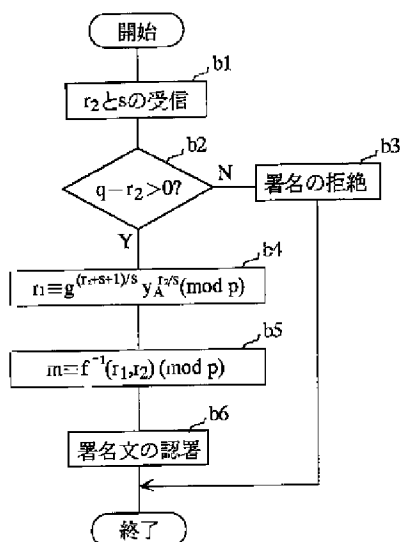 開始
b1
r₂とsの受信
b2
q−r₂>0?
N
b3
署名の拒絶
Y
b4
r₁≡g^(r₂+s+1)/s y_A^r₂/s (mod p)
b5
m≡f⁻¹(r₁,r₂) (mod p)
b6
署名文の認署
終了